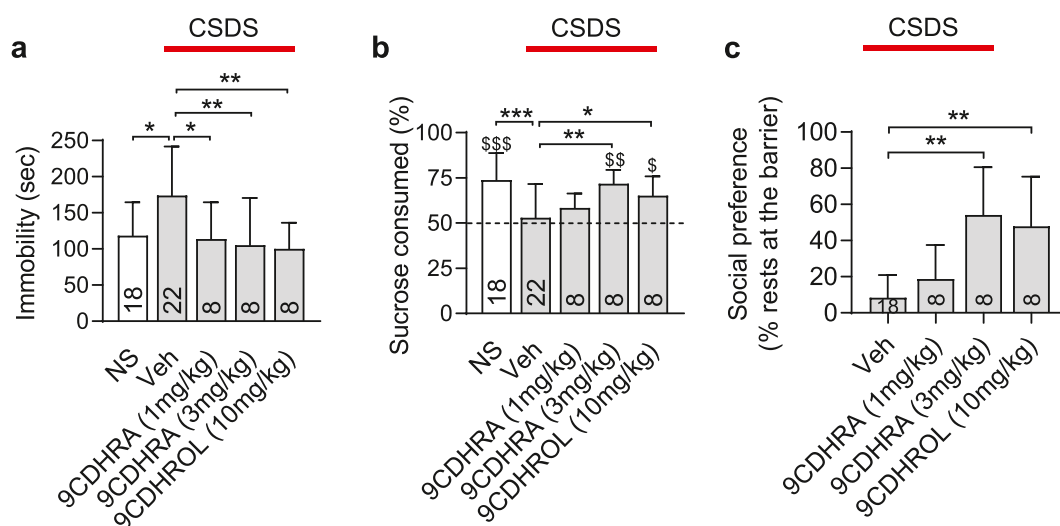 a
CSDS
**
**
* *
Immobility (sec)
250
200
150
100
50
0
18
22
8
8
8
NS
Veh
9CDHRA (1mg/kg)
9CDHRA (3mg/kg)
9CDHROL (10mg/kg)
b
CSDS
*** *
**
$$$
$$
$
Sucrose consumed (%)
100
75
50
25
0
18
22
8
8
8
NS
Veh
9CDHRA (1mg/kg)
9CDHRA (3mg/kg)
9CDHROL (10mg/kg)
c
CSDS
**
**
Social preference
(% rests at the barrier)
100
80
60
40
20
0
18
8
8
8
Veh
9CDHRA (1mg/kg)
9CDHRA (3mg/kg)
9CDHROL (10mg/kg)